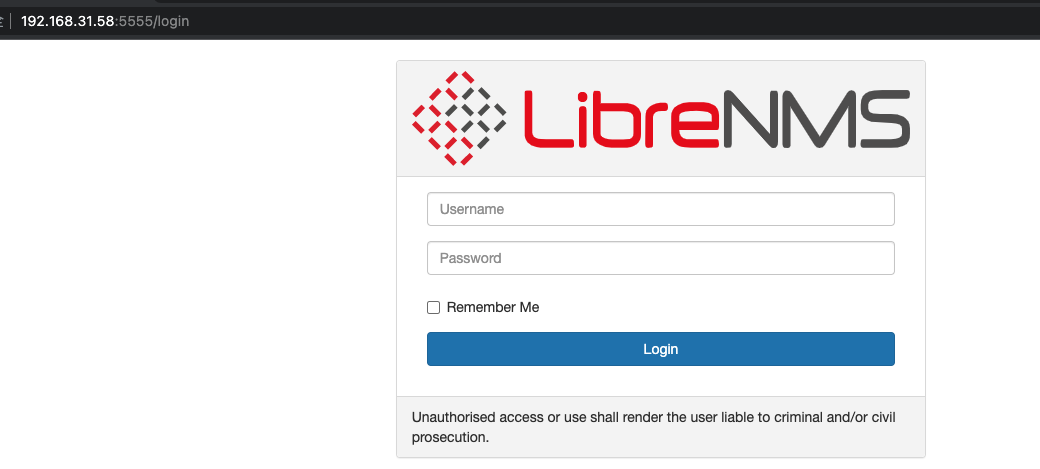 192.168.31.58:5555/login
LibreNMS
Username
Password
Remember Me
Login
Unauthorised access or use shall render the user liable to criminal and/or civil
prosecution.